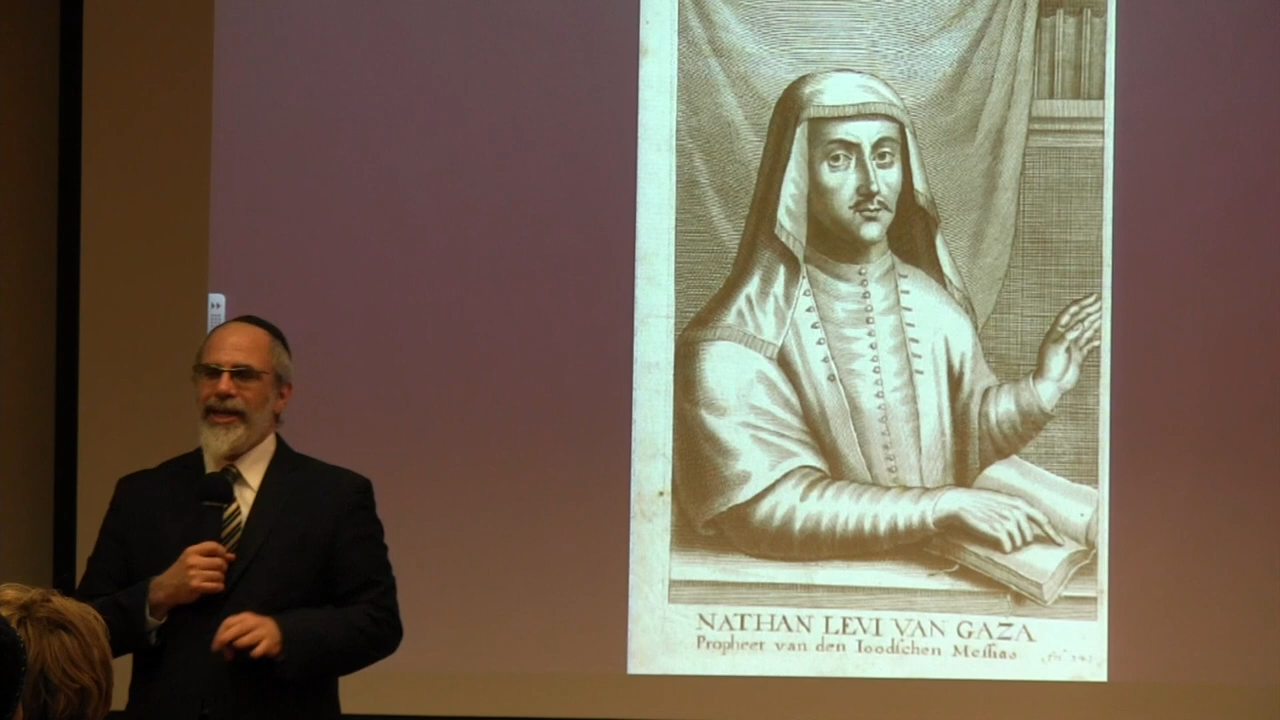 NATHAN LEVI VAN GAZA
Propheet van den Ioodſchen Meſſias